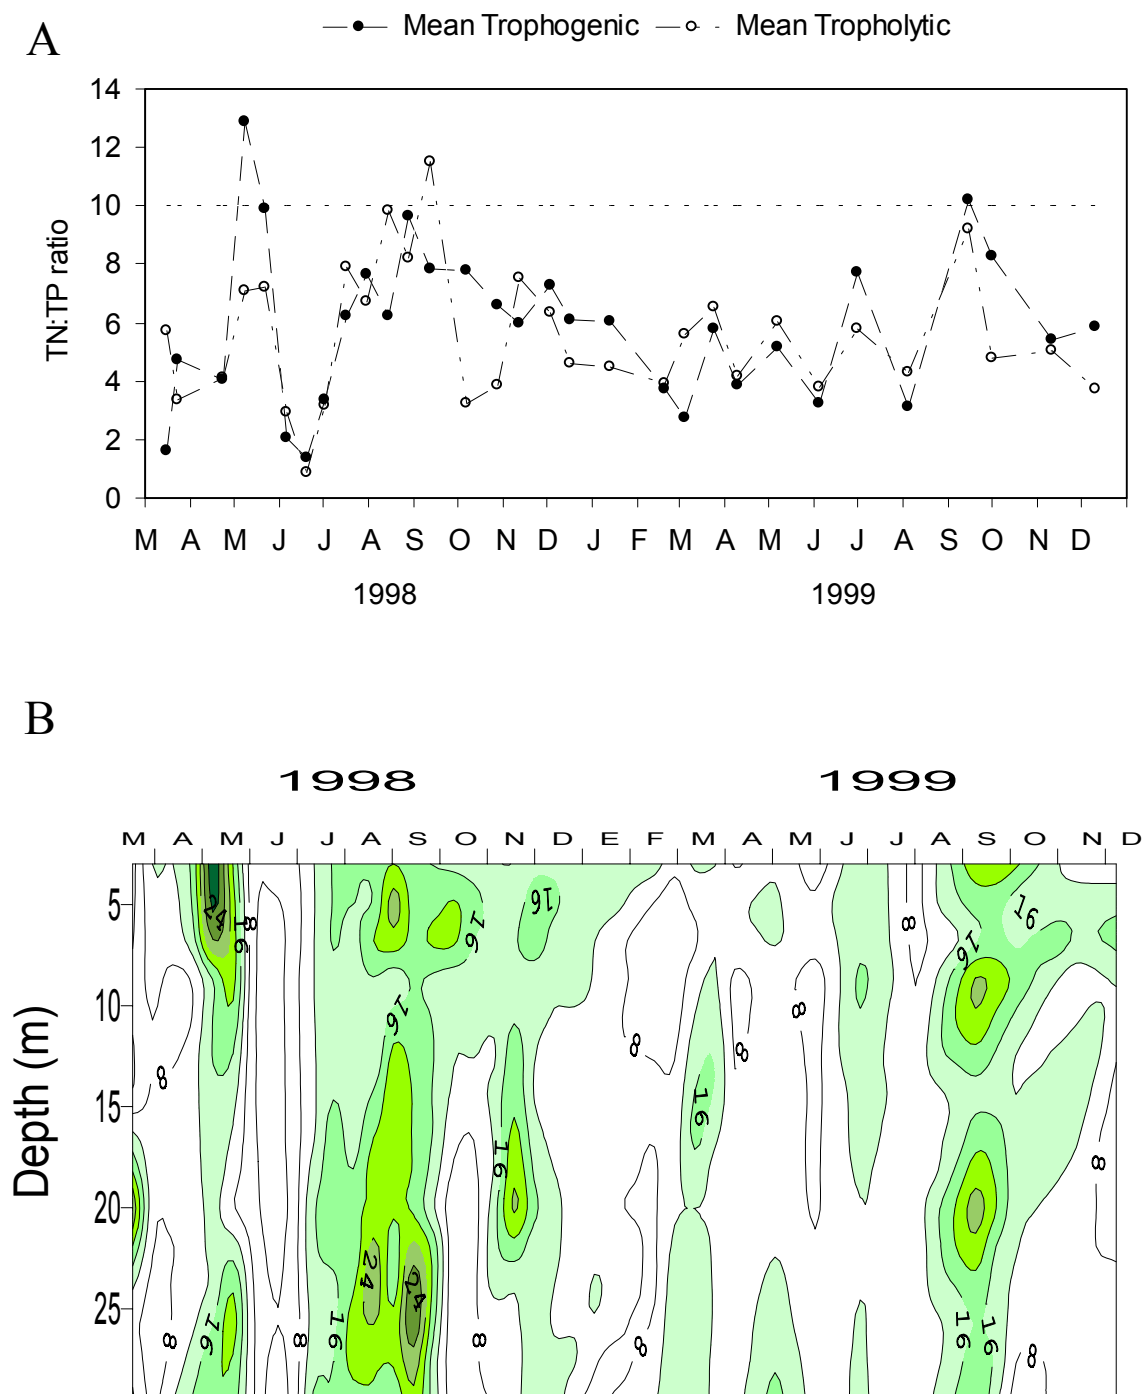 A
Mean Trophogenic Mean Tropholytic
14
12
10
8
6
4
2
0
TN:TP ratio
M A M J J A S O N D J F M A M J J A S O N D
1998 1999
B
1998 1999
M A M J J A S O N D E F M A M J J A S O N D
5
10
15
20
25
Depth (m)
24 16 8 16 16 8 16 16
16 8 8 8
8 8 16 8
16
24 24
16 8 16 8 16 8 8 16 16 8